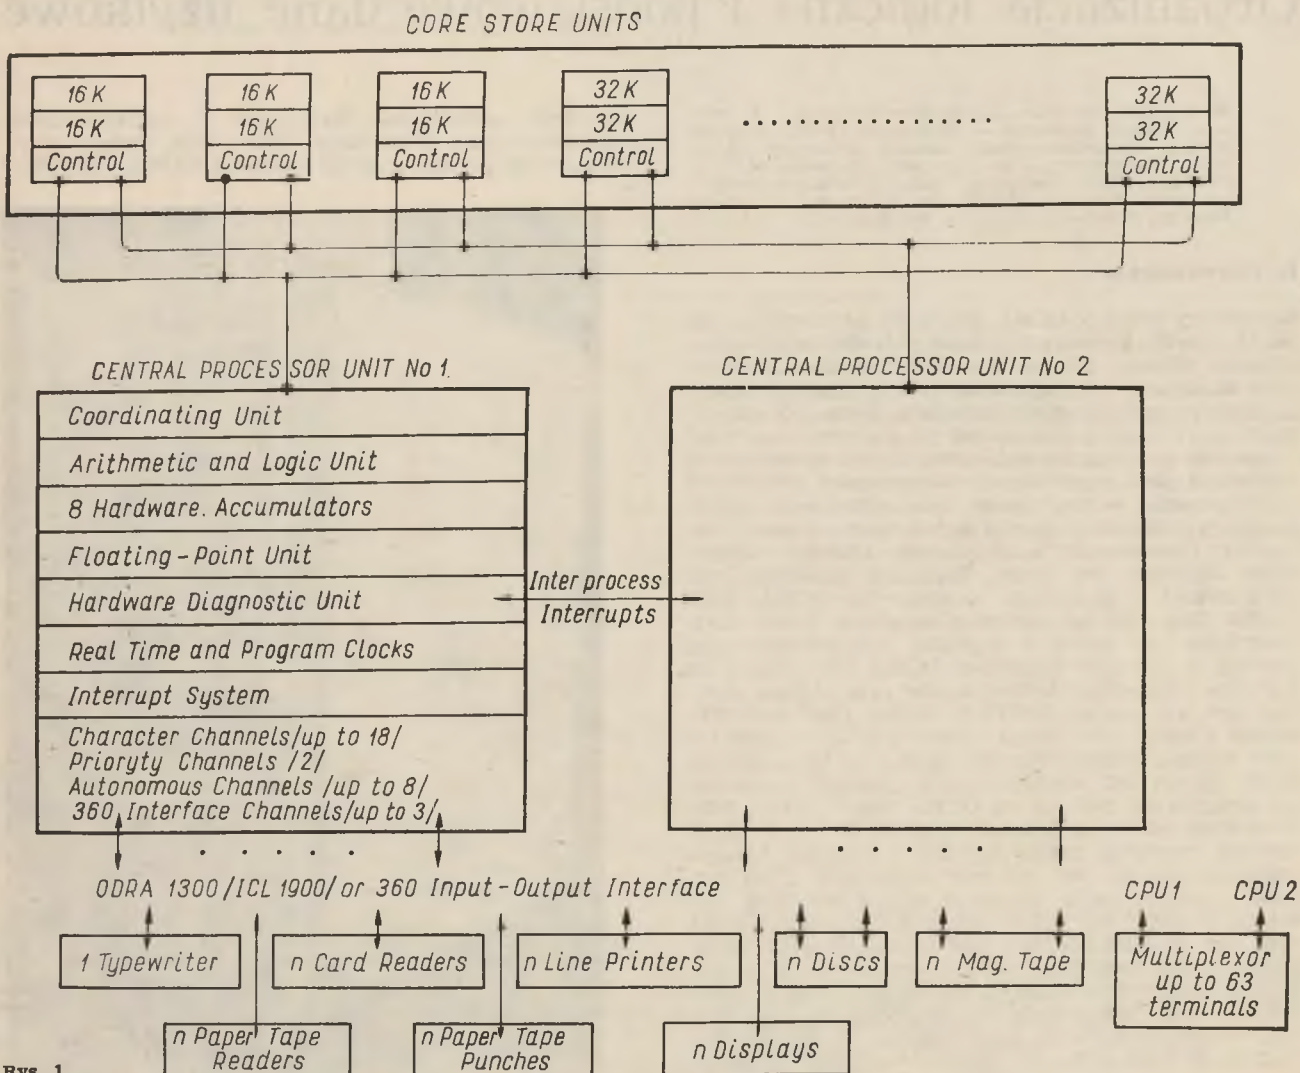 CORE STORE UNITS
16 K
16 K
Control
16 K
16 K
Control
16 K
16 K
Control
32 K
32 K
Control
32 K
32 K
Control
CENTRAL PROCESSOR UNIT No 1.
CENTRAL PROCESSOR UNIT No 2
Coordinating Unit
Arithmetic and Logic Unit
8 Hardware. Accumulators
Floating-Point Unit
Hardware Diagnostic Unit
Real Time and Program Clocks
Interrupt System
Character Channels/up to 18/
Prioryty Channels /2/
Autonomous Channels /up to 8/
360 Interface Channels/up to 3/
Inter process
Interrupts
ODRA 1300/ICL 1900/or 360 Input-Output Interface
CPU 1
CPU 2
1 Typewriter
n Card Readers
n Line Printers
n Discs
n Mag. Tape
Multiplexor
up to 63
terminals
n Paper Tape
Readers
n Paper Tape
Punches
n Displays
Rys. 1